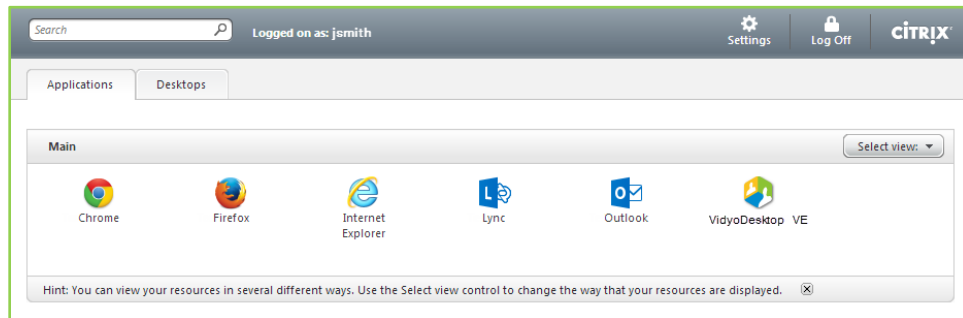 Search
Logged on as: jsmith
Settings
Log Off
CITRIX
Applications
Desktops
Main
Select view:
Chrome
Firefox
Internet
Explorer
Lync
Outlook
VidyoDesktop VE
Hint: You can view your resources in several different ways. Use the Select view control to change the way that your resources are displayed.